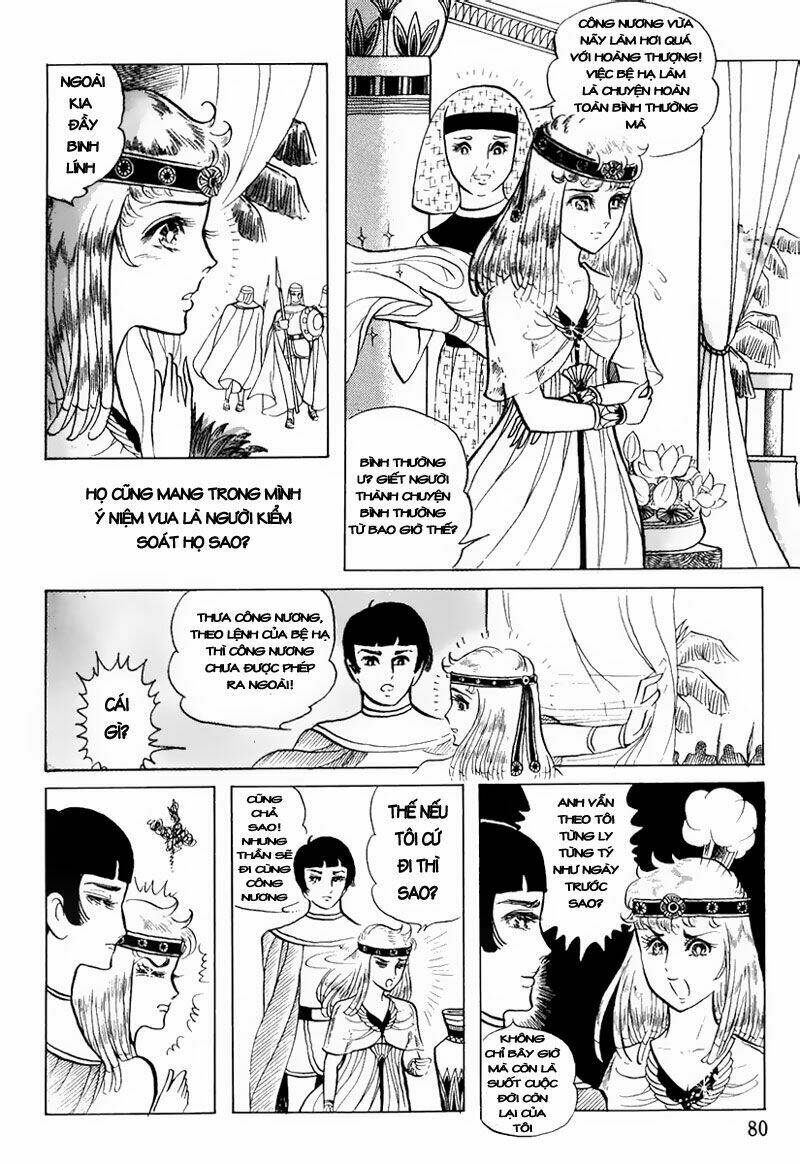 CÔNG NƯƠNG VỪA
NÃY LÀM HƠI QUÁ
VỚI HOÀNG THƯỢNG!
VIỆC BỆ HẠ LÀM
LÀ CHUYỆN HOÀN
TOÀN BÌNH THƯỜNG
MÀ
BÌNH THƯỜNG
Ư? GIẾT NGƯỜI
THÀNH CHUYỆN
BÌNH THƯỜNG
TỪ BAO GIỜ THẾ?
NGOÀI
KIA
ĐẦY
BINH
LÍNH
HỌ CŨNG MANG TRONG MÌNH
Ý NIỆM VUA LÀ NGƯỜI KIỂM
SOÁT HỌ SAO?
THƯA CÔNG NƯƠNG,
THEO LỆNH CỦA BỆ HẠ
THÌ CÔNG NƯƠNG
CHƯA ĐƯỢC PHÉP
RA NGOÀI!
CÁI
GÌ?
ANH VẪN
THEO TÔI
TỪNG LY
TỪNG TÝ
NHƯ NGÀY
TRƯỚC
SAO?
KHÔNG
CHỈ BÂY GIỜ
MÀ CÒN LÀ
SUỐT CUỘC
ĐỜI CÒN
LẠI CỦA
TÔI
THẾ NẾU
TÔI CỨ
ĐI THÌ
SAO?
CŨNG
CHẢ
SAO!
NHƯNG
THẦN SẼ
ĐI CÙNG
CÔNG
NƯƠNG
80